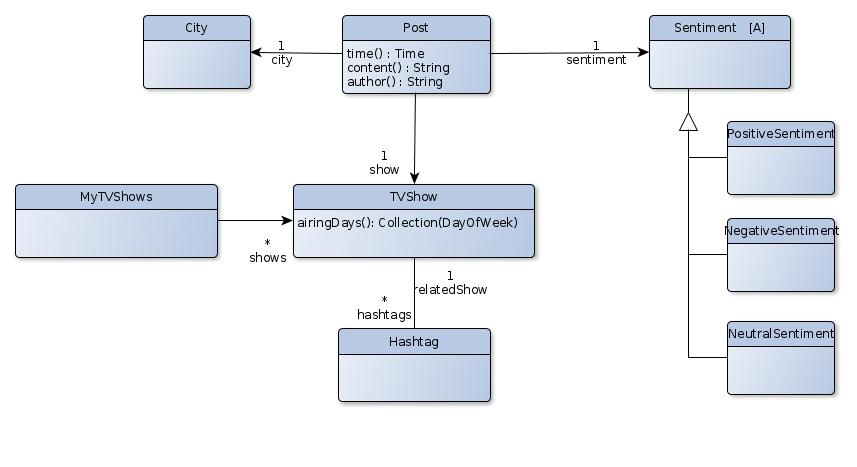 City
Post
Sentiment [A]
time() : Time
content() : String
author() : String
1
city
1
sentiment
PositiveSentiment
1
show
MyTVShows
TVShow
airingDays(): Collection(DayOfWeek)
NegativeSentiment
*
shows
1
relatedShow
*
hashtags
Hashtag
NeutralSentiment